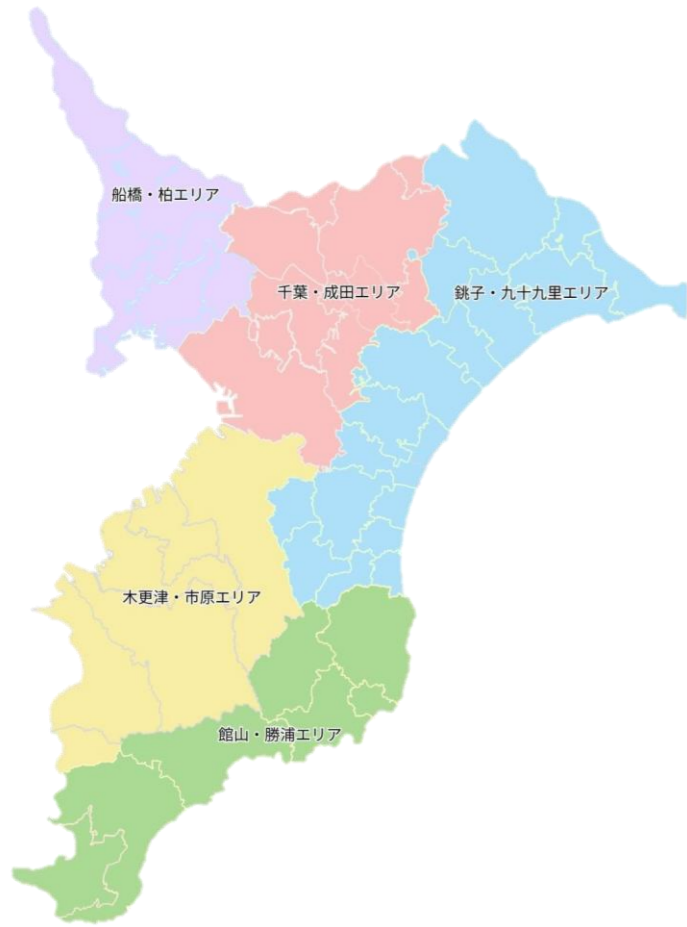 船橋・柏エリア
千葉・成田エリア
銚子・九十九里エリア
木更津・市原エリア
館山・勝浦エリア